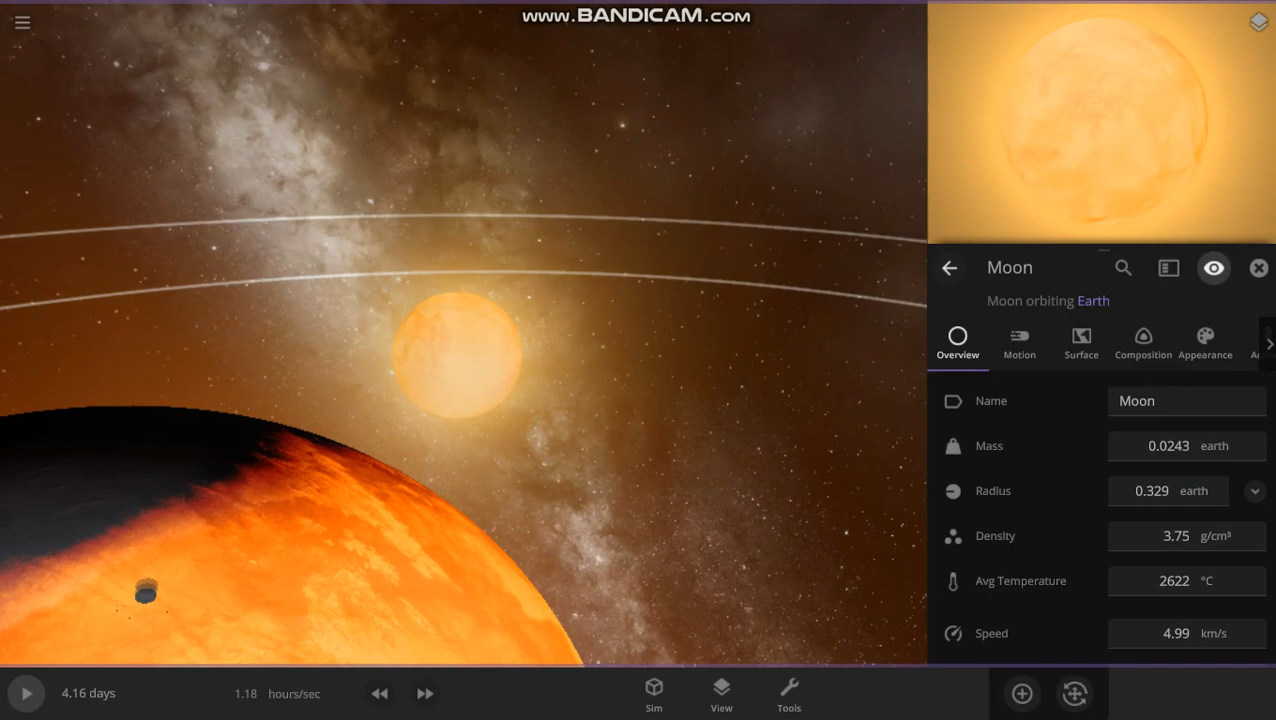 www.BANDICAM.com
Moon
Moon orbiting Earth
Overview Motion Surface Composition Appearance
Name Moon
Mass 0.0243 earth
Radius 0.329 earth
Density 3.75 g/cm³
Avg Temperature 2622 °C
Speed 4.99 km/s
4.16 days 1.18 hours/sec
Sim View Tools